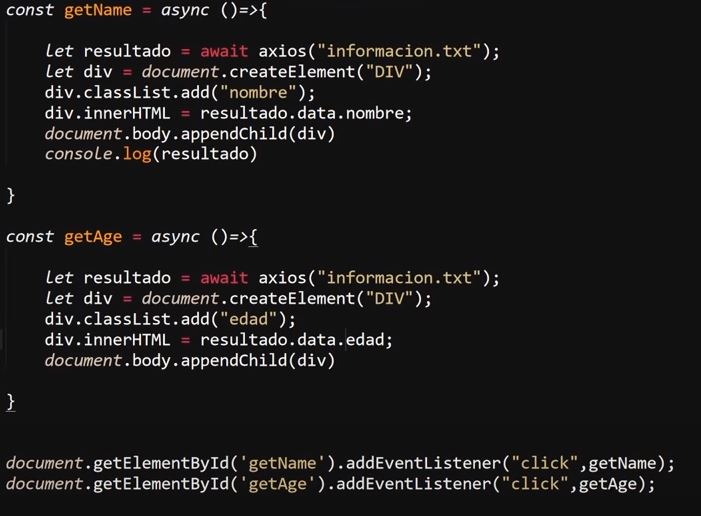 const getName = async ()=>{
let resultado = await axios("informacion.txt");
let div = document.createElement("DIV");
div.classList.add("nombre");
div.innerHTML = resultado.data.nombre;
document.body.appendChild(div)
console.log(resultado)
}
const getAge = async ()=>{
let resultado = await axios("informacion.txt");
let div = document.createElement("DIV");
div.classList.add("edad");
div.innerHTML = resultado.data.edad;
document.body.appendChild(div)
}
document.getElementById('getName').addEventListener("click",getName);
document.getElementById('getAge').addEventListener("click",getAge);